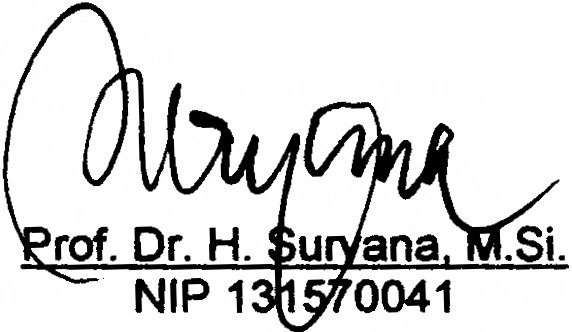 Prof. Dr. H. Suryana, M.Si.
NIP 131570041